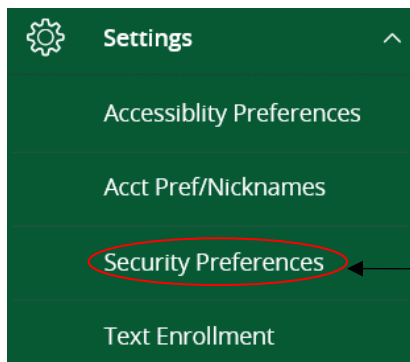 Settings
Accessiblity Preferences
Acct Pref/Nicknames
Security Preferences
Text Enrollment